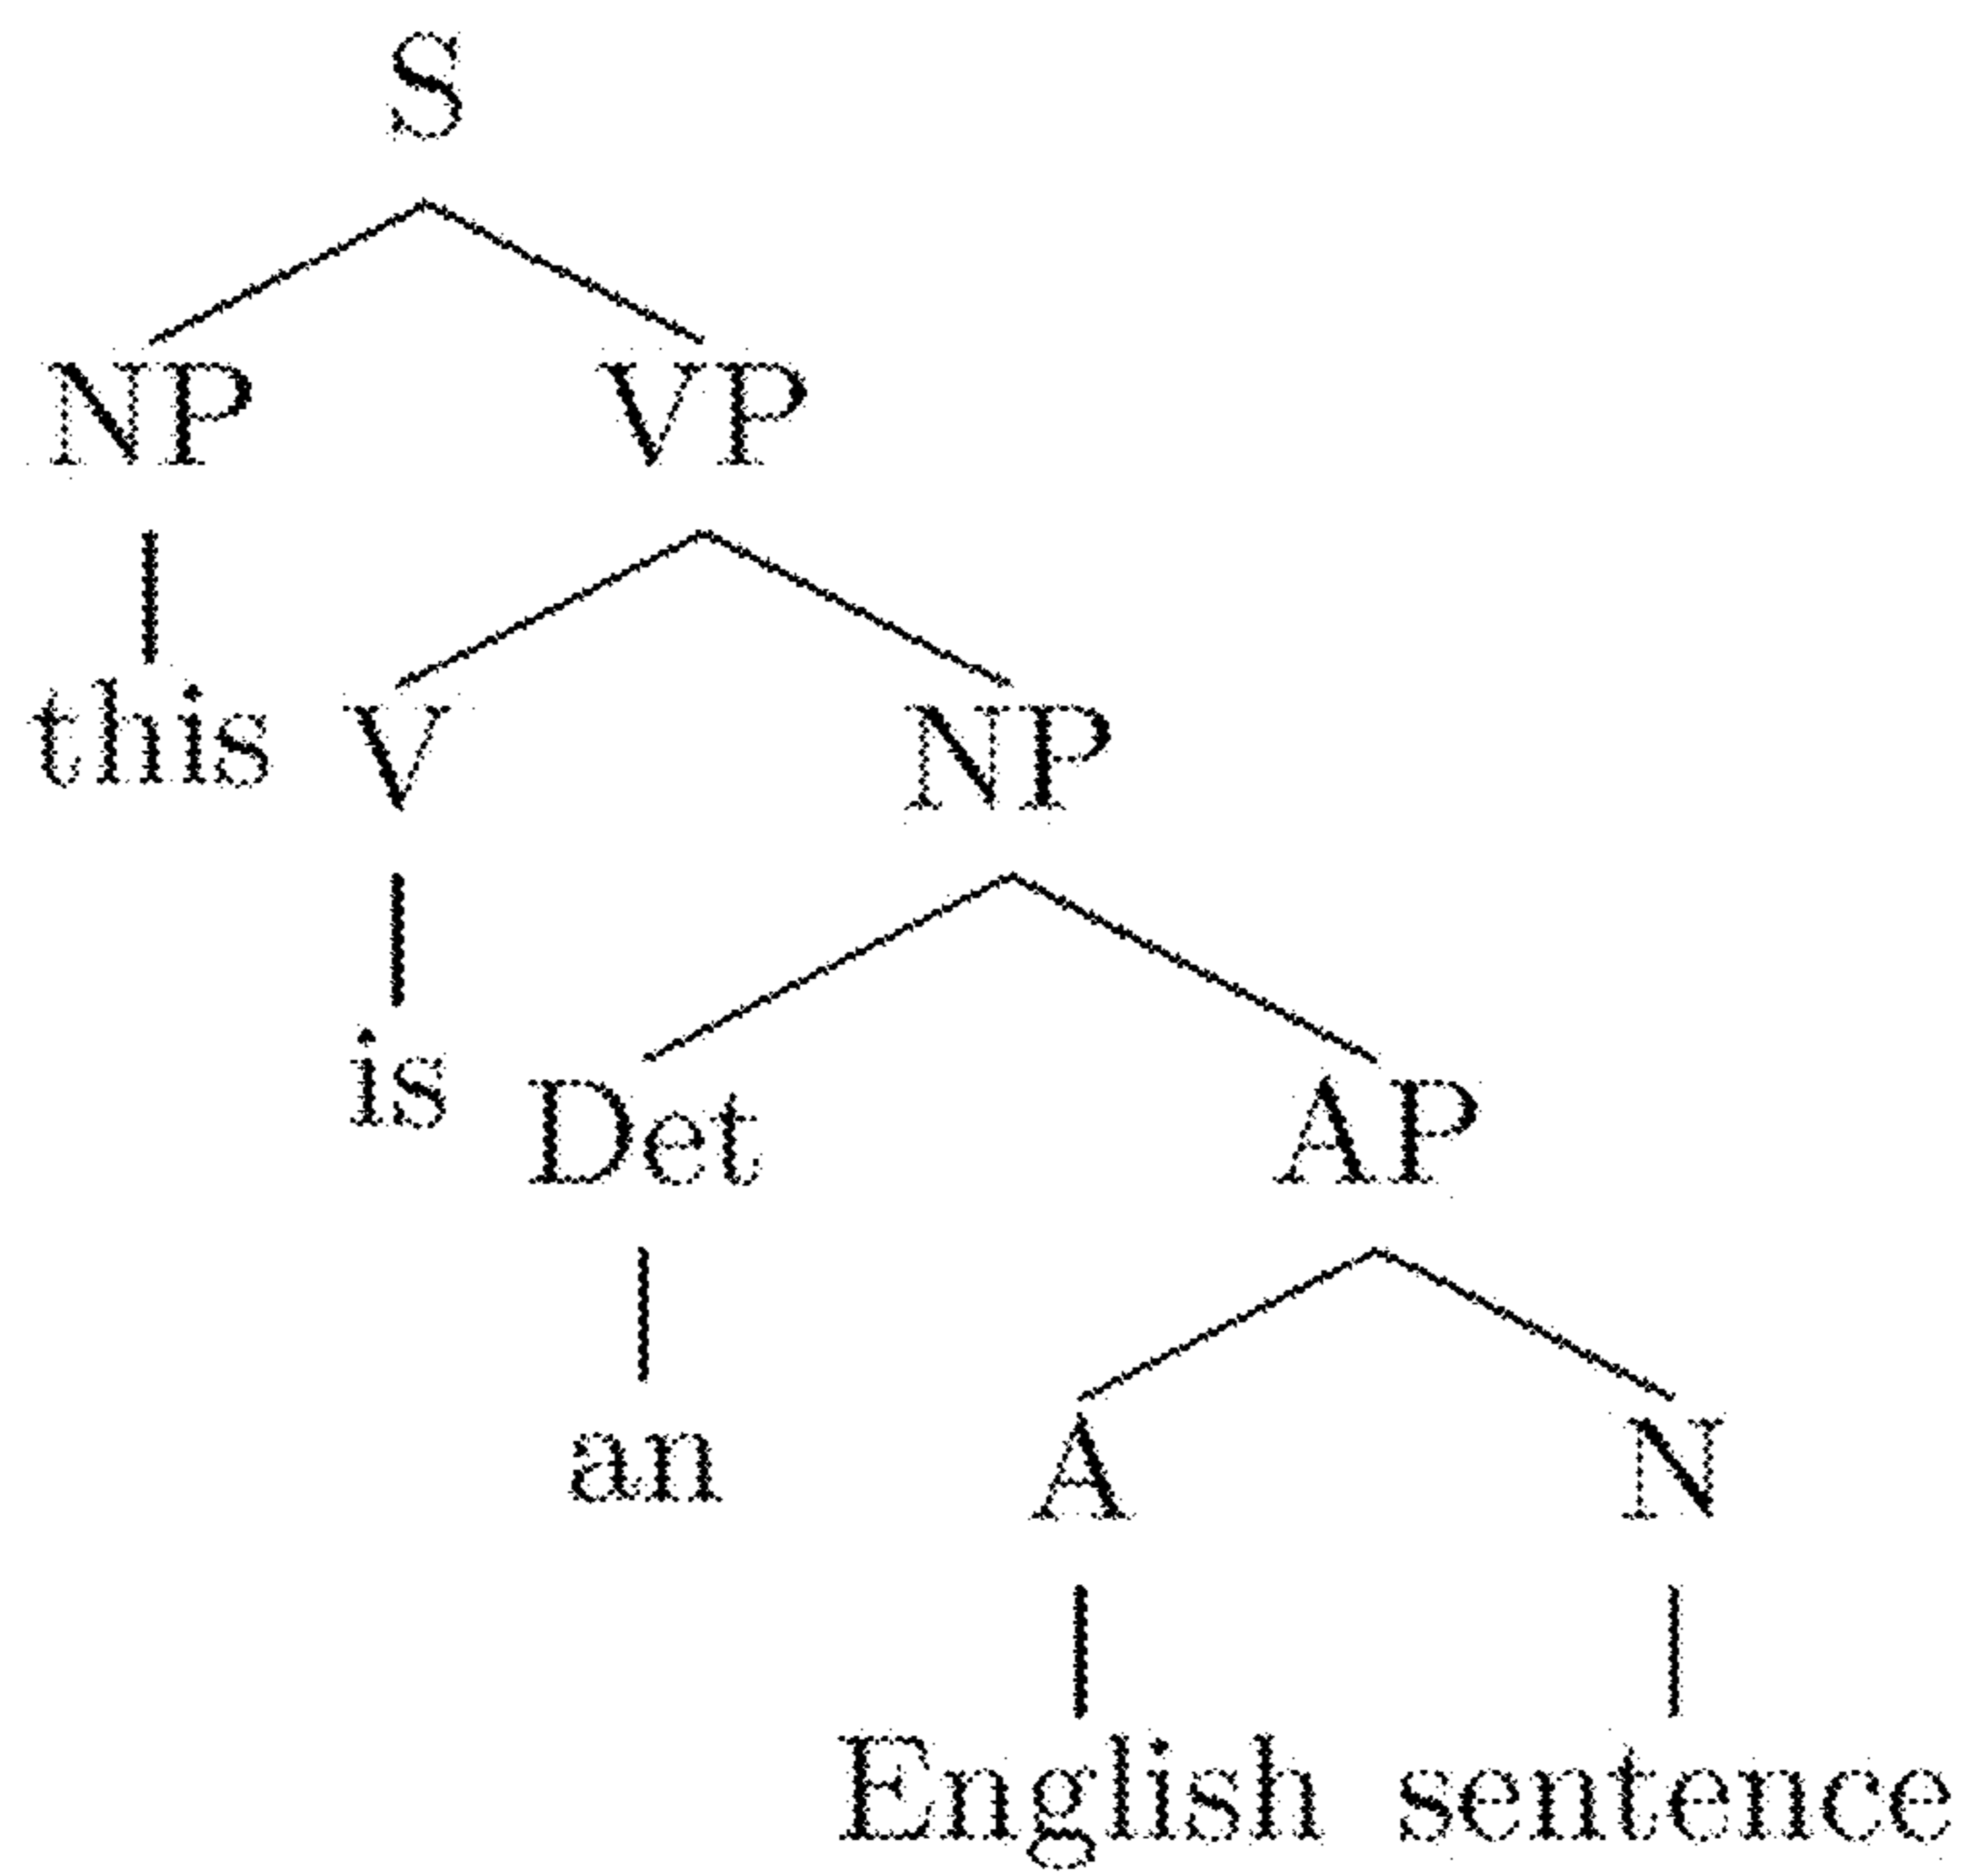 S
NP VP
this V NP
is Det AP
an A N
English sentence